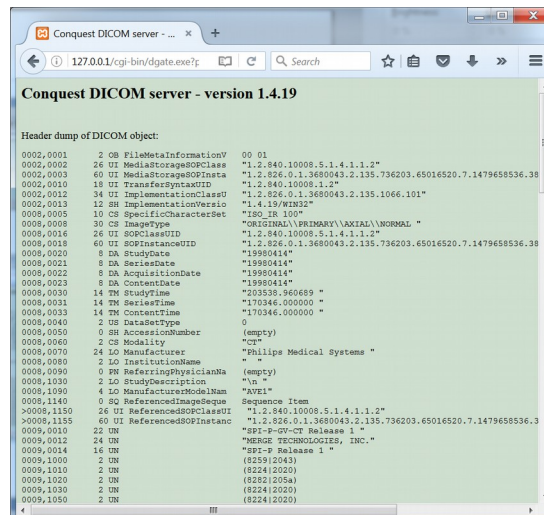 Conquest DICOM server - ... ×
+
127.0.0.1/cgi-bin/dgate.exe?p
Search
Conquest DICOM server - version 1.4.19
Header dump of DICOM object:
0002,0001 2 OB FileMetaInformationV 00 01
0002,0002 26 UI MediaStorageSOPClass "1.2.840.10008.5.1.4.1.1.2"
0002,0003 60 UI MediaStorageSOPInsta "1.2.826.0.1.3680043.2.135.736203.65016520.7.1479658536.38
0002,0010 18 UI TransferSyntaxUID "1.2.840.10008.1.2"
0002,0012 34 UI ImplementationClassU "1.2.826.0.1.3680043.2.135.1066.101"
0002,0013 12 SH ImplementationVersio "1.4.19/WIN32"
0008,0005 10 CS SpecificCharacterSet "ISO_IR 100"
0008,0008 30 CS ImageType "ORIGINAL\\PRIMARY\\AXIAL\\NORMAL "
0008,0016 26 UI SOPClassUID "1.2.840.10008.5.1.4.1.1.2"
0008,0018 60 UI SOPInstanceUID "1.2.826.0.1.3680043.2.135.736203.65016520.7.1479658536.38
0008,0020 8 DA StudyDate "19980414"
0008,0021 8 DA SeriesDate "19980414"
0008,0022 8 DA AcquisitionDate "19980414"
0008,0023 8 DA ContentDate "19980414"
0008,0030 14 TM StudyTime "203538.960689 "
0008,0031 14 TM SeriesTime "170346.000000 "
0008,0033 14 TM ContentTime "170346.000000 "
0008,0040 2 US DataSetType 0
0008,0050 0 SH AccessionNumber (empty)
0008,0060 2 CS Modality "CT"
0008,0070 24 LO Manufacturer "Philips Medical Systems "
0008,0080 2 LO InstitutionName "  "
0008,0090 0 PN ReferringPhysicianNa (empty)
0008,1030 2 LO StudyDescription "\n "
0008,1090 4 LO ManufacturerModelNam "AVE1"
0008,1140 0 SQ ReferencedImageSeque Sequence Item
>0008,1150 26 UI ReferencedSOPClassUI "1.2.840.10008.5.1.4.1.1.2"
>0008,1155 60 UI ReferencedSOPInstanc "1.2.826.0.1.3680043.2.135.736203.65016520.7.1479658536.3
0009,0010 22 UN "SPI-P-GV-CT Release 1 "
0009,0012 24 UN "MERGE TECHNOLOGIES, INC."
0009,0014 16 UN "SPI-P Release 1 "
0009,1000 2 UN (8259|2043)
0009,1010 2 UN (8224|2020)
0009,1020 2 UN (8282|205a)
0009,1030 2 UN (8224|2020)
0009,1050 2 UN (8224|2020)